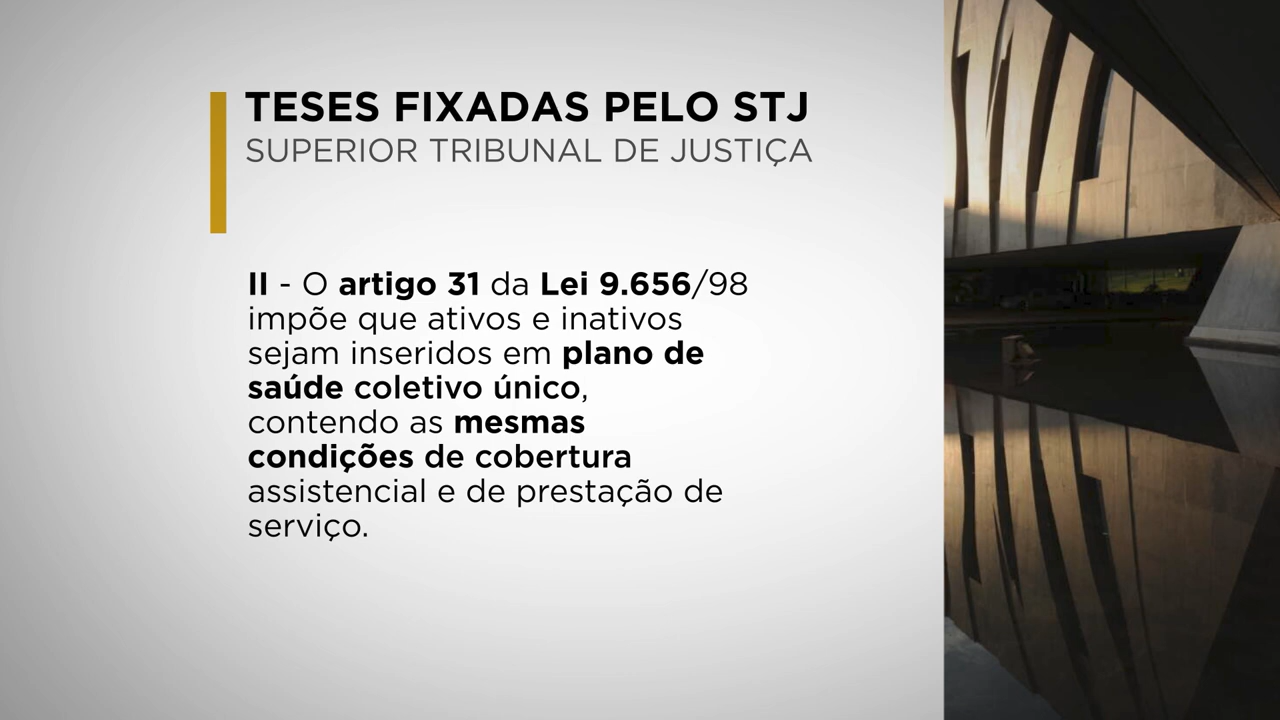 TESES FIXADAS PELO STJ
SUPERIOR TRIBUNAL DE JUSTIÇA
II - O artigo 31 da Lei 9.656/98
impõe que ativos e inativos
sejam inseridos em plano de
saúde coletivo único,
contendo as mesmas
condições de cobertura
assistencial e de prestação de
serviço.